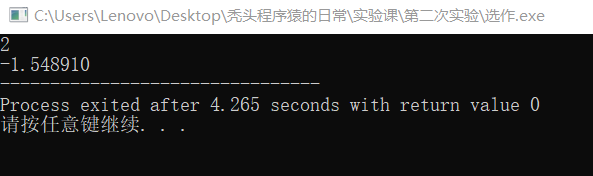 C:\Users\Lenovo\Desktop\秃头程序猿的日常\实验课\第二次实验\选作.exe
2
-1.548910
--------------------------------
Process exited after 4.265 seconds with return value 0
请按任意键继续. . .